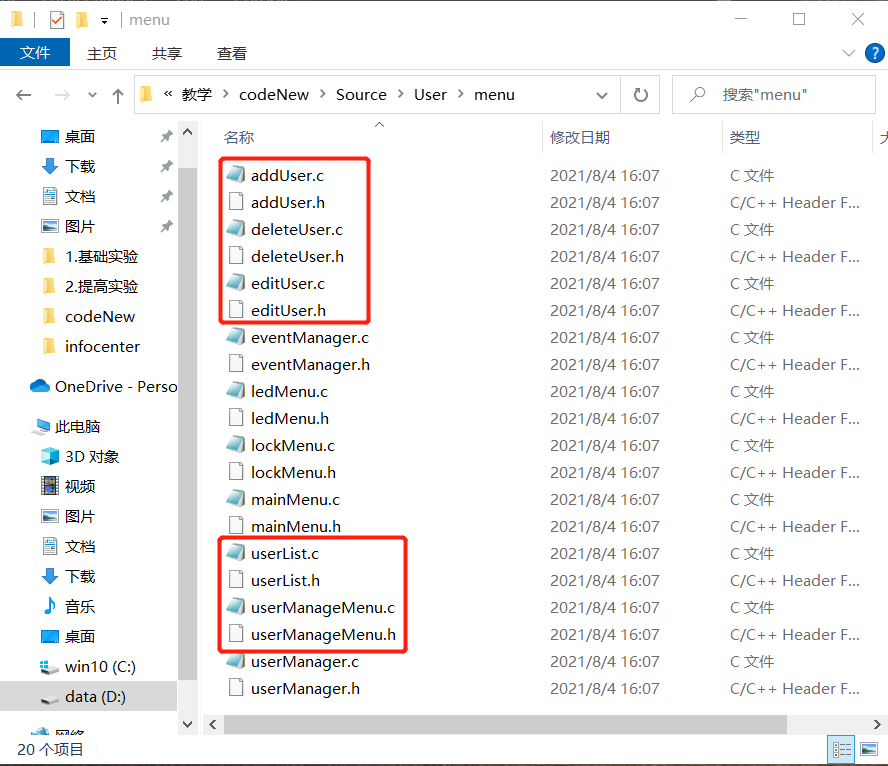 menu
文件 主页 共享 查看
« 教学 > codeNew > Source > User > menu 搜索"menu"
名称 修改日期 类型
桌面
下载
文档
图片
1.基础实验
2.提高实验
codeNew
infocenter
OneDrive - Perso
此电脑
3D 对象
视频
图片
文档
下载
音乐
桌面
win10 (C:)
data (D:)
网络
addUser.c 2021/8/4 16:07 C 文件
addUser.h 2021/8/4 16:07 C/C++ Header F...
deleteUser.c 2021/8/4 16:07 C 文件
deleteUser.h 2021/8/4 16:07 C/C++ Header F...
editUser.c 2021/8/4 16:07 C 文件
editUser.h 2021/8/4 16:07 C/C++ Header F...
eventManager.c 2021/8/4 16:07 C 文件
eventManager.h 2021/8/4 16:07 C/C++ Header F...
ledMenu.c 2021/8/4 16:07 C 文件
ledMenu.h 2021/8/4 16:07 C/C++ Header F...
lockMenu.c 2021/8/4 16:07 C 文件
lockMenu.h 2021/8/4 16:07 C/C++ Header F...
mainMenu.c 2021/8/4 16:07 C 文件
mainMenu.h 2021/8/4 16:07 C/C++ Header F...
userList.c 2021/8/4 16:07 C 文件
userList.h 2021/8/4 16:07 C/C++ Header F...
userManageMenu.c 2021/8/4 16:07 C 文件
userManageMenu.h 2021/8/4 16:07 C/C++ Header F...
userManager.c 2021/8/4 16:07 C 文件
userManager.h 2021/8/4 16:07 C/C++ Header F...
20 个项目